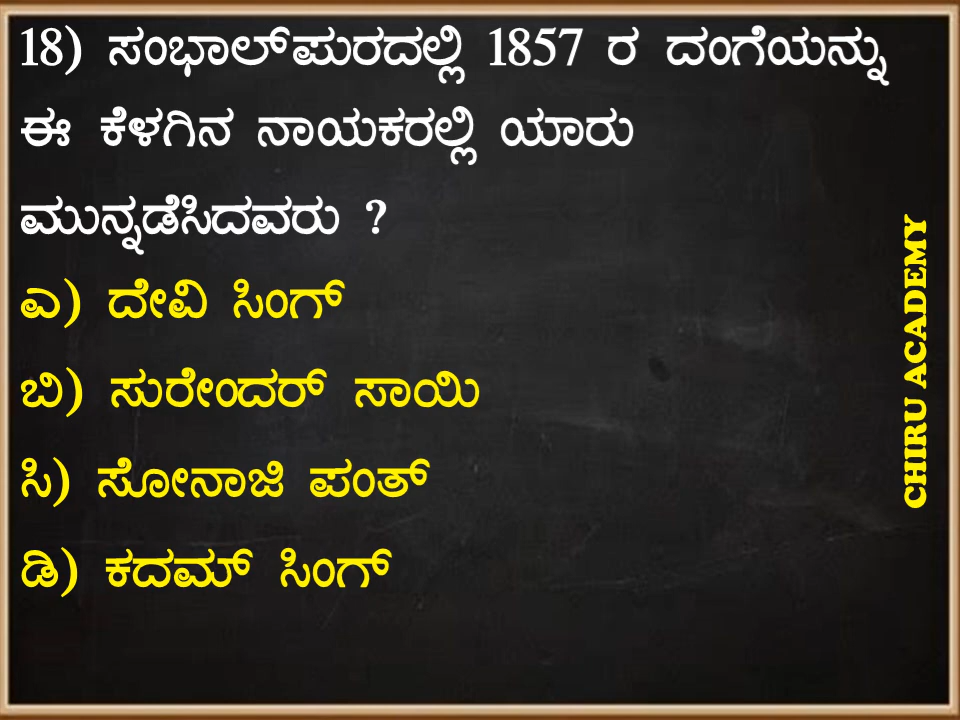 18) ಸಂಭಾಲ್‌ಪುರದಲ್ಲಿ 1857 ರ ದಂಗೆಯನ್ನು
ಈ ಕೆಳಗಿನ ನಾಯಕರಲ್ಲಿ ಯಾರು
ಮುನ್ನಡೆಸಿದವರು ?
ಎ) ದೇವಿ ಸಿಂಗ್
ಬಿ) ಸುರೇಂದರ್ ಸಾಯಿ
ಸಿ) ಸೋನಾಜಿ ಪಂತ್
ಡಿ) ಕದಮ್ ಸಿಂಗ್
CHIRU ACADEMY